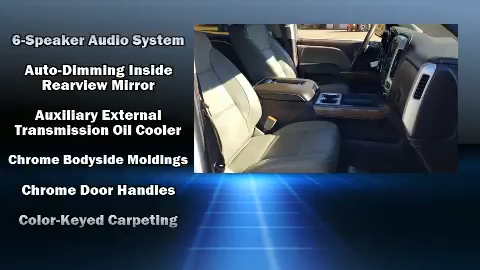 6-Speaker Audio System
Auto-Dimming Inside
Rearview Mirror
Auxiliary External
Transmission Oil Cooler
Chrome Bodyside Moldings
Chrome Door Handles
Color-Keyed Carpeting